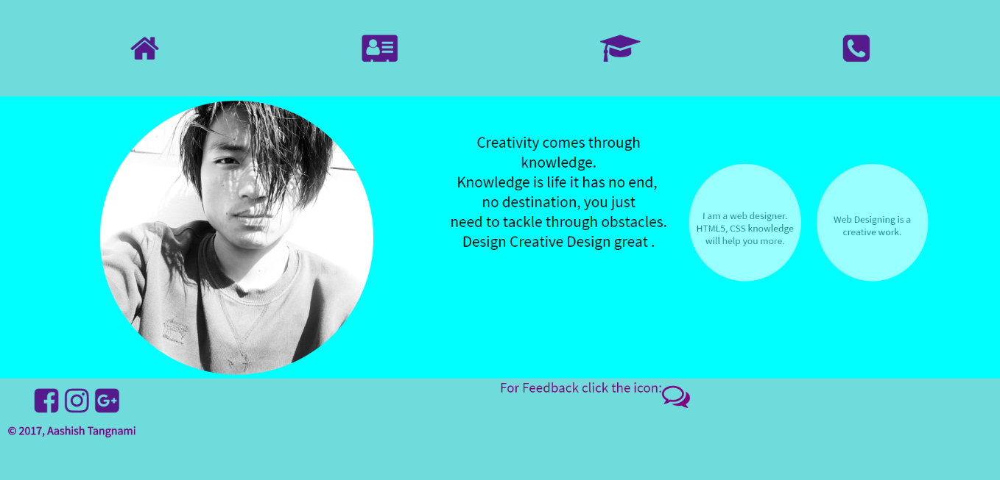 Creativity comes through
knowledge.
Knowledge is life it has no end,
no destination, you just
need to tackle through obstacles.
Design Creative Design great .
I am a web designer.
HTML5, CSS knowledge
will help you more.
Web Designing is a
creative work.
For Feedback click the icon:
© 2017, Aashish Tangnami